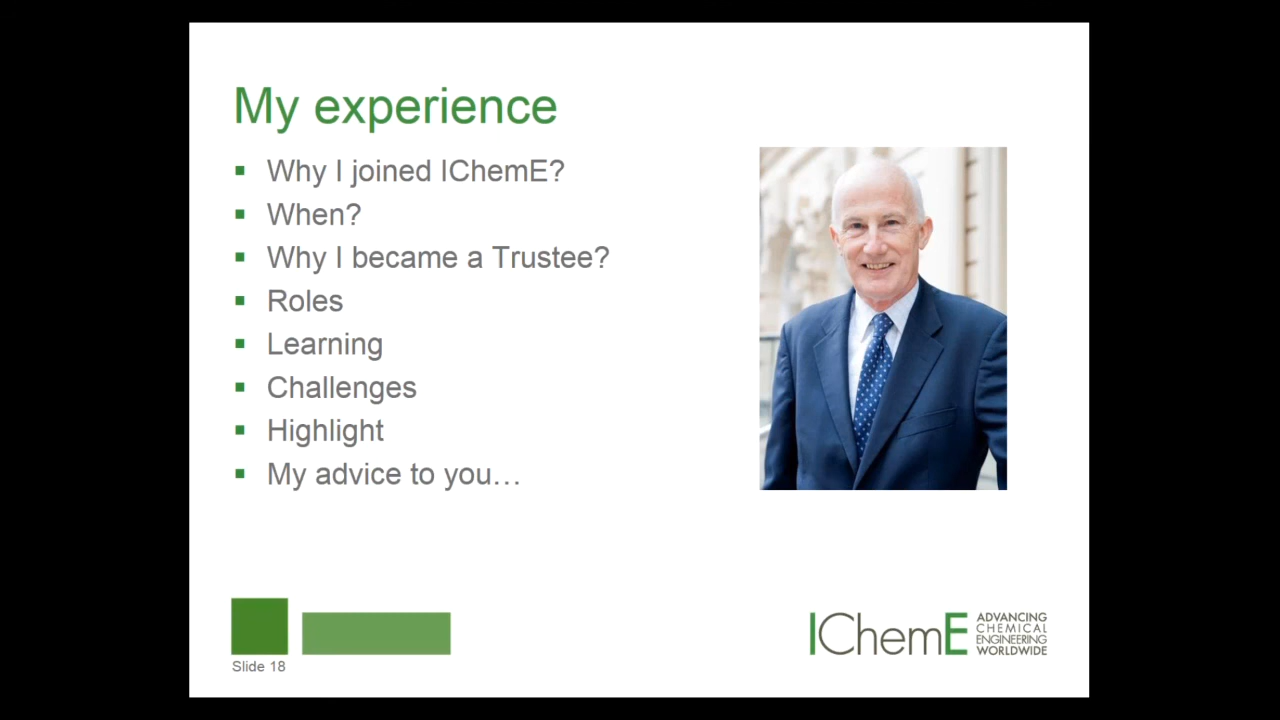 My experience
Why I joined IChemE?
When?
Why I became a Trustee?
Roles
Learning
Challenges
Highlight
My advice to you…
Slide 18
IChemE
ADVANCING
CHEMICAL
ENGINEERING
WORLDWIDE